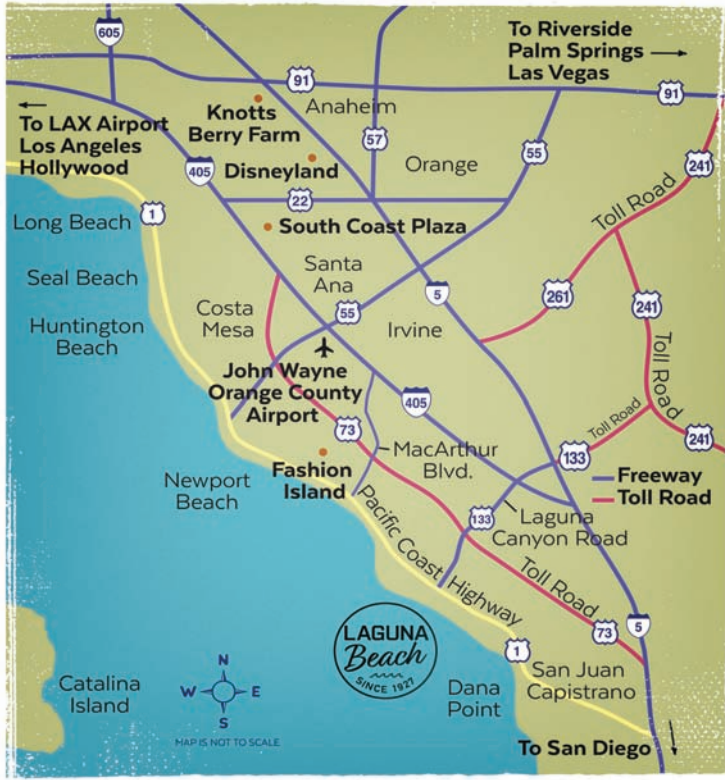 605
To Riverside
Palm Springs
Las Vegas
91
91
To LAX Airport
Los Angeles
Hollywood
Knotts
Berry Farm
Anaheim
57
55
405
Disneyland
Orange
241
22
Toll Road
1
Long Beach
South Coast Plaza
Santa
Ana
Seal Beach
5
261
241
Costa
Mesa
55
Irvine
Huntington
Beach
Toll Road
John Wayne
Orange County
Airport
405
73
Toll Road
241
MacArthur
Blvd.
133
Fashion
Island
Freeway
Toll Road
Newport
Beach
Pacific Coast Highway
133
Laguna
Canyon Road
Toll Road
73
5
LAGUNA
Beach
SINCE 1927
1
San Juan
Capistrano
Catalina
Island
N
W
E
S
Dana
Point
MAP IS NOT TO SCALE
To San Diego